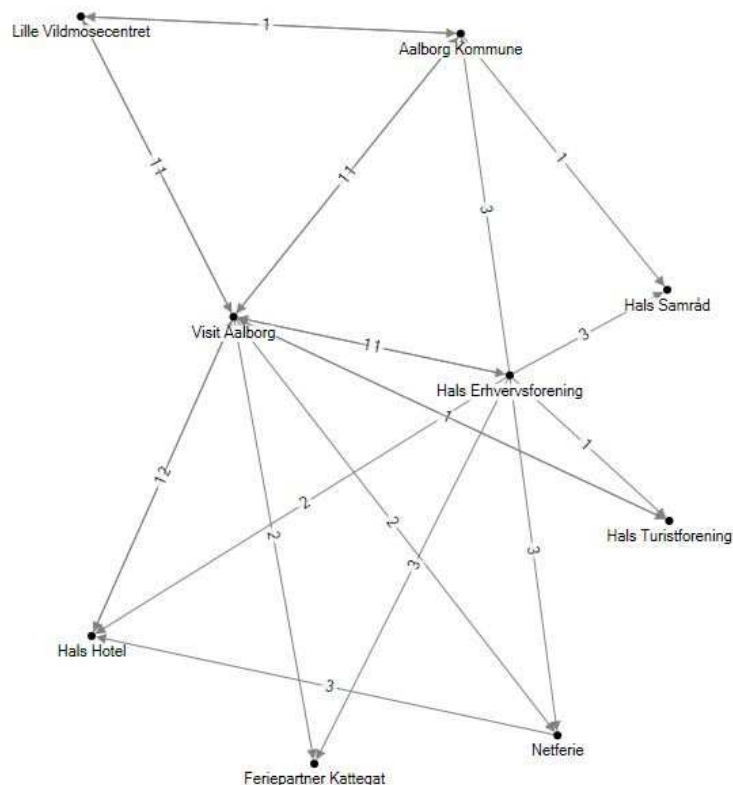 Lille Vildmosecentret
1
Aalborg Kommune
11
11
1
3
Hals Samråd
Visit Aalborg
11
3
Hals Erhvervsforening
1
1
12
2
2
2
3
3
Hals Turistforening
Hals Hotel
3
Netferie
Feriepartner Kattegat